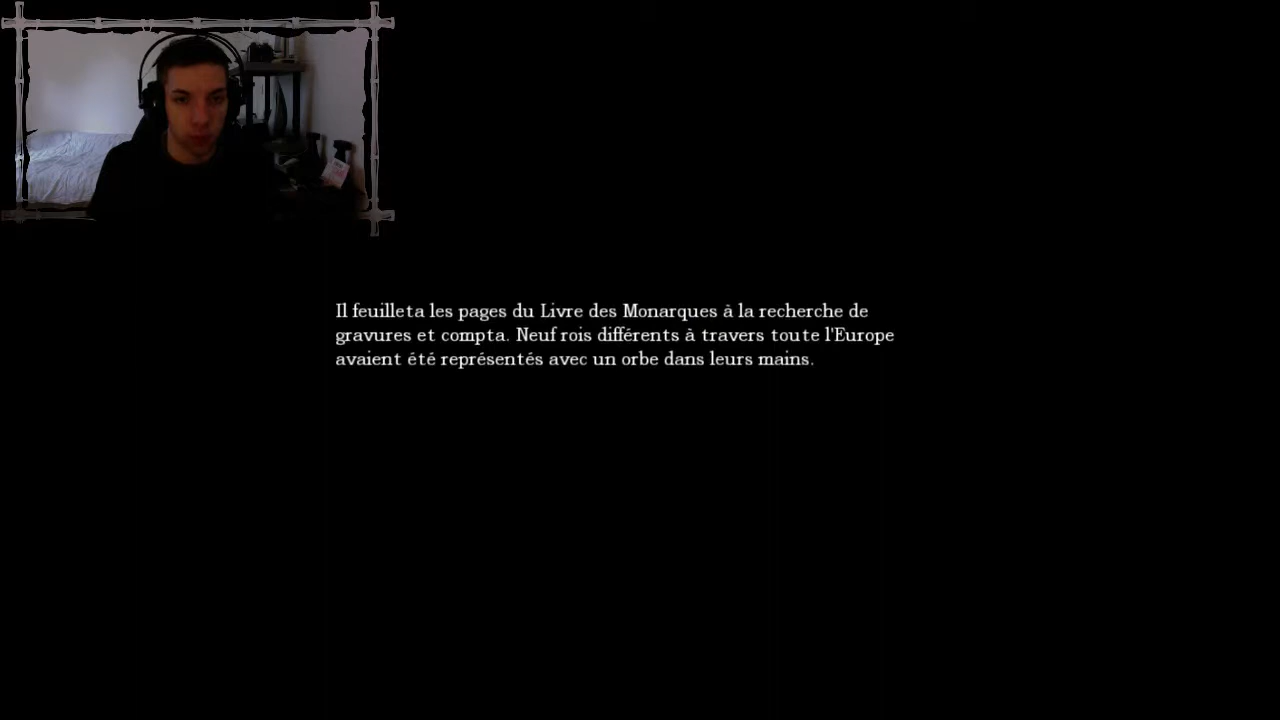 Il feuilleta les pages du Livre des Monarques à la recherche de
gravures et compta. Neuf rois différents à travers toute l'Europe
avaient été représentés avec un orbe dans leurs mains.